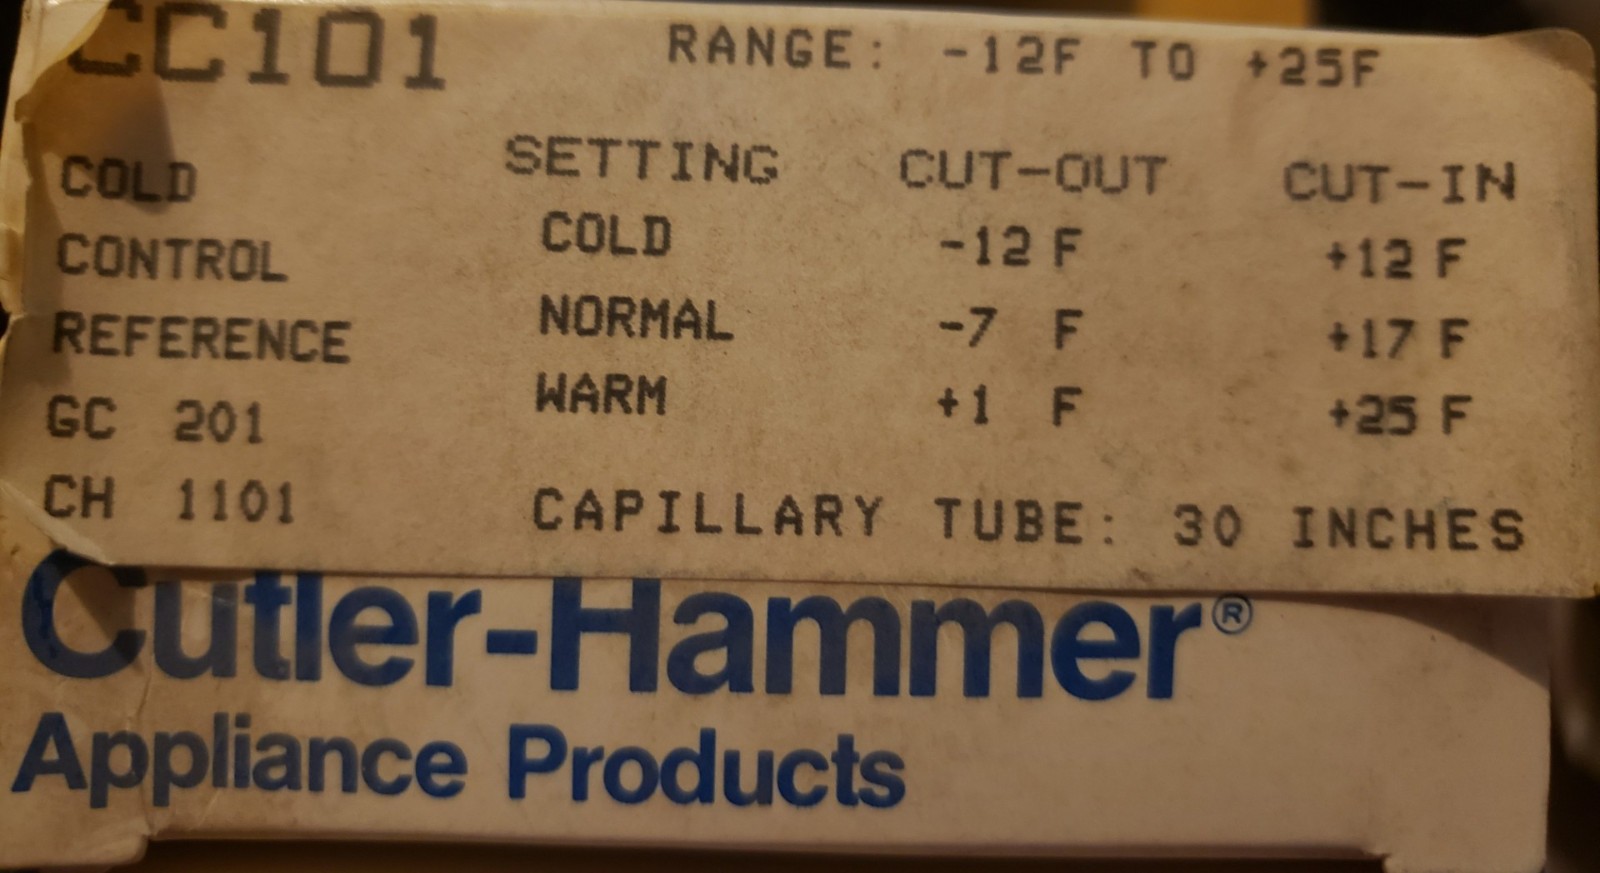 CC101 RANGE: -12F TO +25F
COLD SETTING CUT-OUT CUT-IN
CONTROL COLD -12 F +12 F
REFERENCE NORMAL -7 F +17 F
GC 201 WARM +1 F +25 F
CH 1101 CAPILLARY TUBE: 30 INCHES
Cutler-Hammer®
Appliance Products